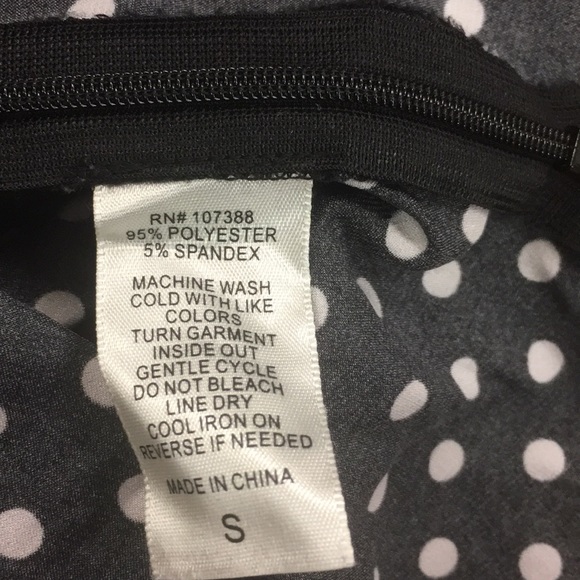 RN# 107388
95% POLYESTER
5% SPANDEX
MACHINE WASH
COLD WITH LIKE
COLORS
TURN GARMENT
INSIDE OUT
GENTLE CYCLE
DO NOT BLEACH
LINE DRY
COOL IRON ON
REVERSE IF NEEDED
MADE IN CHINA
S